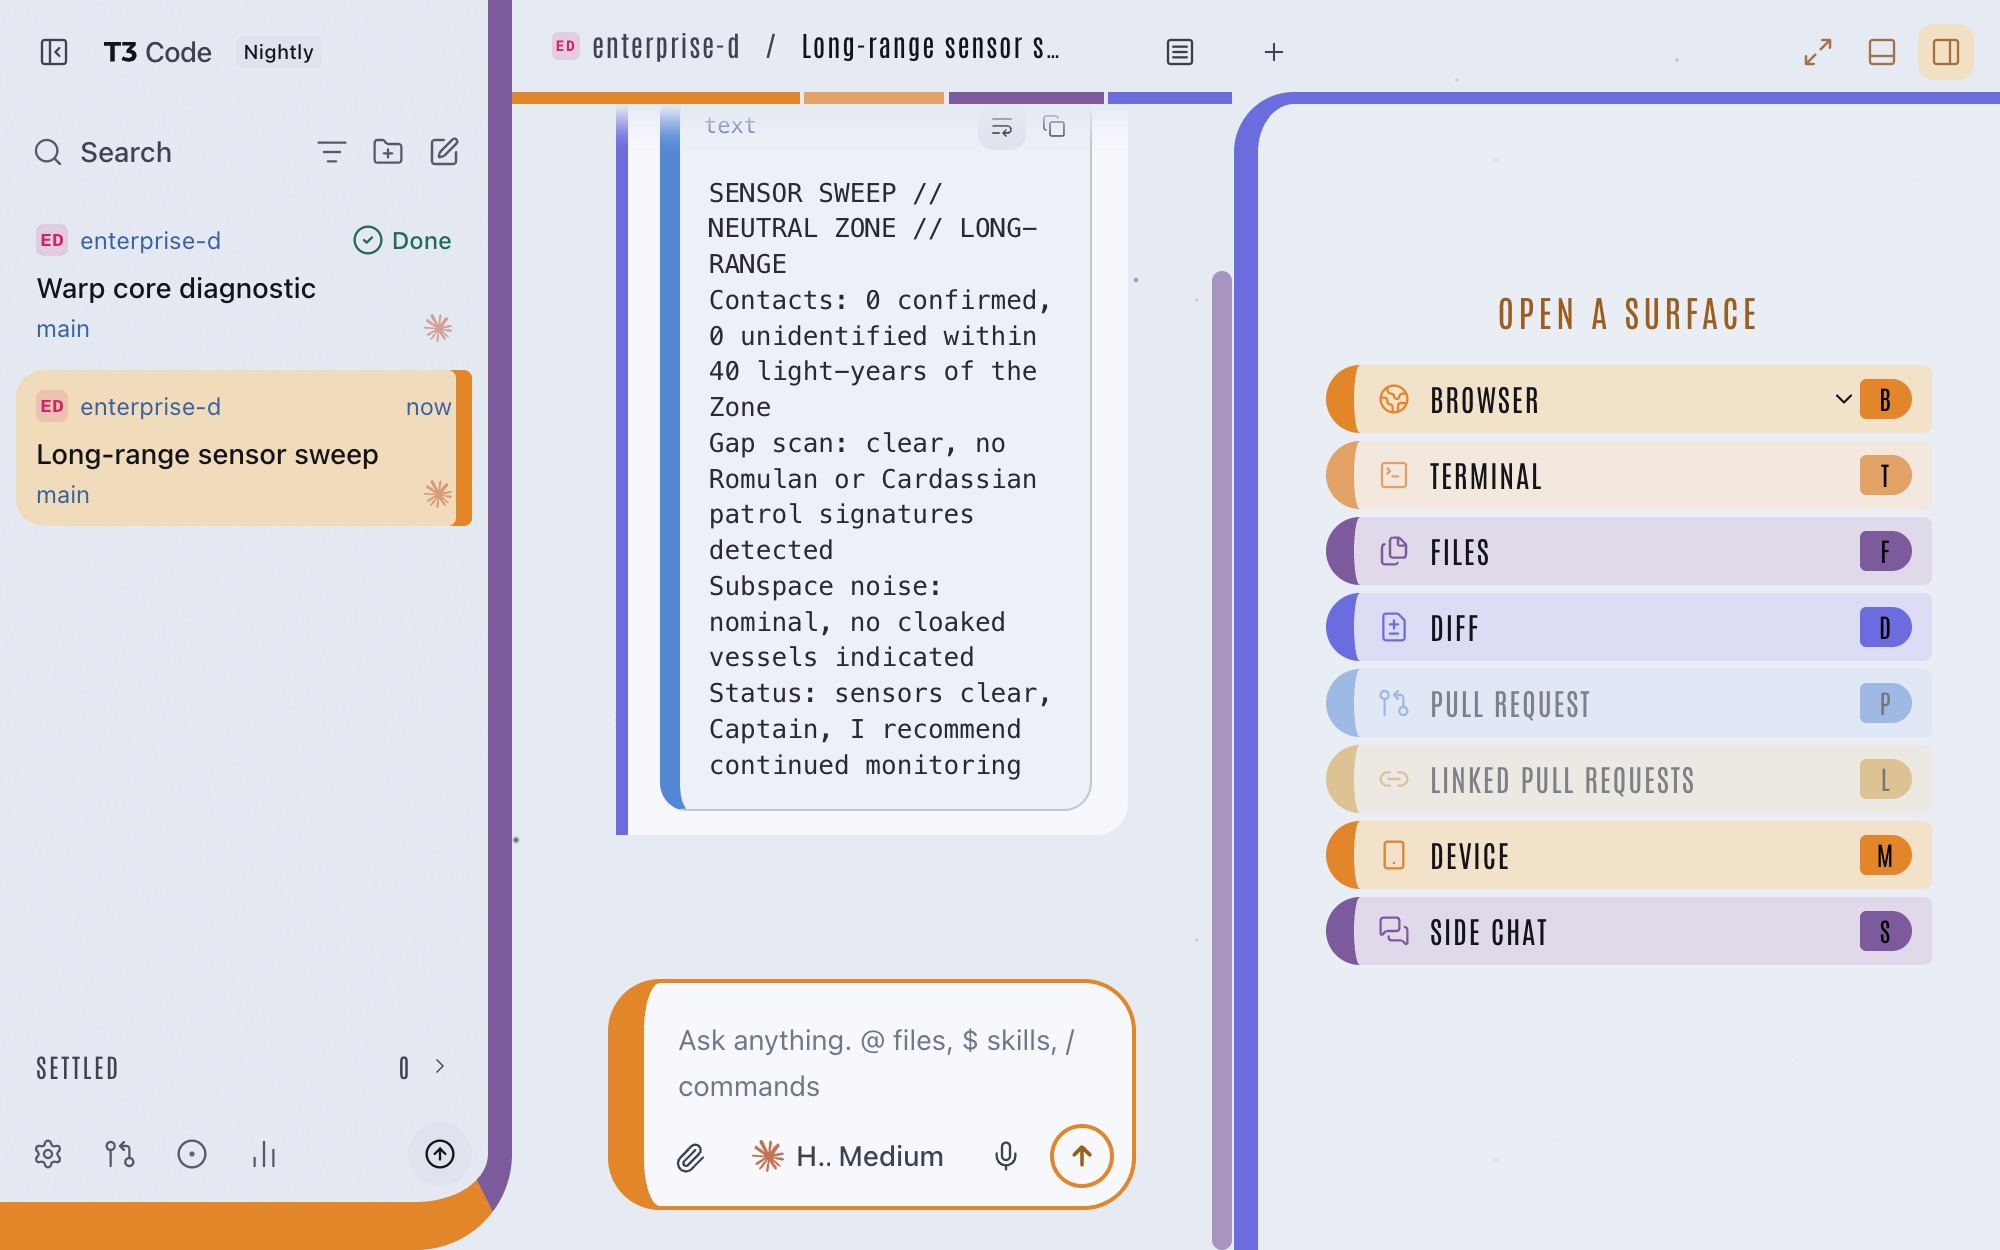 T3 Code Nightly
Search
ED enterprise-d Done
Warp core diagnostic
main
ED enterprise-d now
Long-range sensor sweep
main
SETTLED 0
ED enterprise-d / Long-range sensor s…
text
SENSOR SWEEP //
NEUTRAL ZONE // LONG-
RANGE
Contacts: 0 confirmed,
0 unidentified within
40 light-years of the
Zone
Gap scan: clear, no
Romulan or Cardassian
patrol signatures
detected
Subspace noise:
nominal, no cloaked
vessels indicated
Status: sensors clear,
Captain, I recommend
continued monitoring
Ask anything. @ files, $ skills, /
commands
H.. Medium
OPEN A SURFACE
BROWSER B
TERMINAL T
FILES F
DIFF D
PULL REQUEST P
LINKED PULL REQUESTS L
DEVICE M
SIDE CHAT S